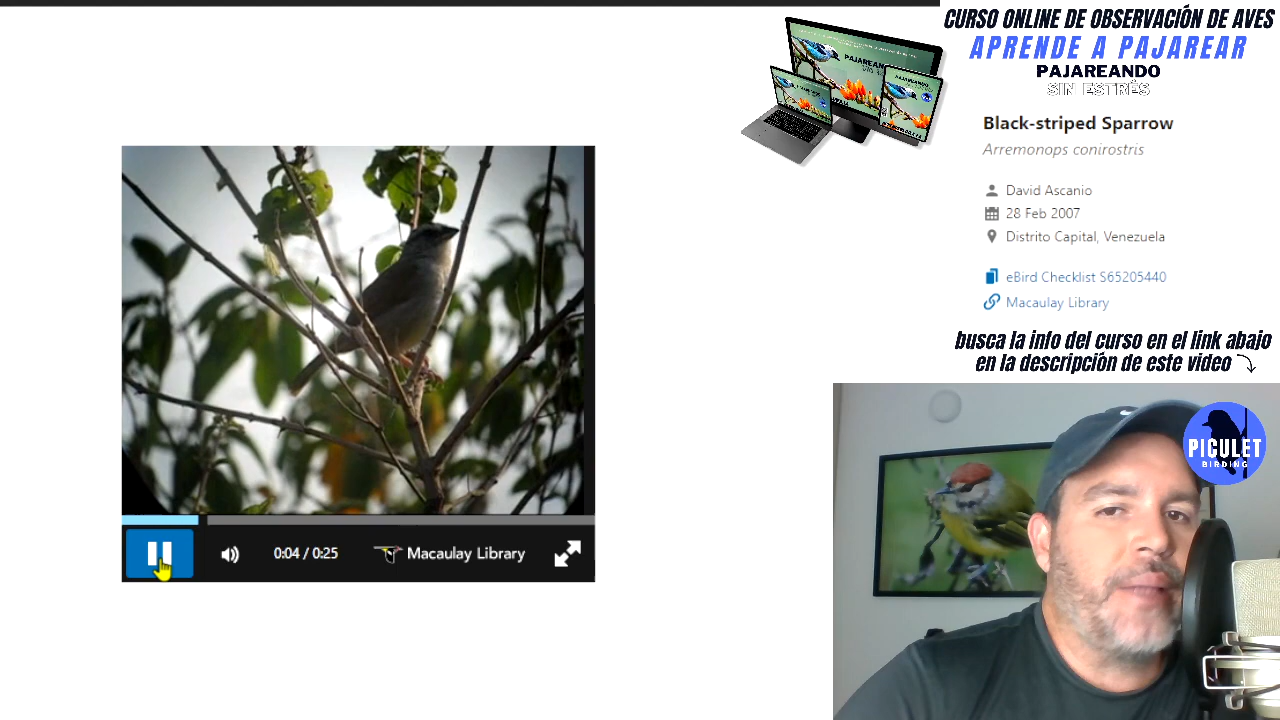 CURSO ONLINE DE OBSERVACIÓN DE AVES
APRENDE A PAJAREAR
PAJAREANDO
SIN ESTRÉS
Black-striped Sparrow
Arremonops conirostris
David Ascanio
28 Feb 2007
Distrito Capital, Venezuela
eBird Checklist S65205440
Macaulay Library
busca la info del curso en el link abajo
en la descripción de este video
PICULET
BIRDING
0:04 / 0:25
Macaulay Library